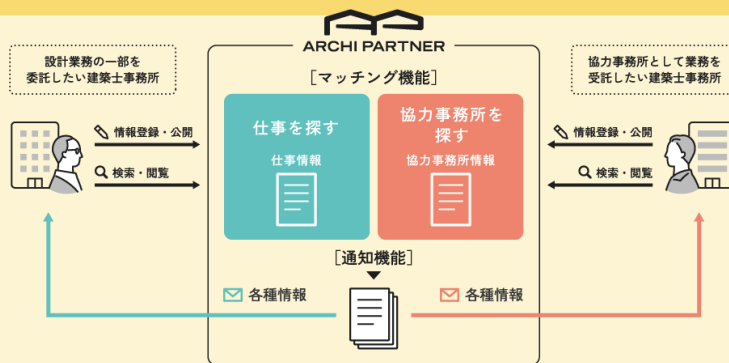 ARCHI PARTNER
設計業務の一部を
委託したい建築士事務所
協力事務所として業務を
受託したい建築士事務所
［マッチング機能］
仕事を探す
仕事情報
協力事務所を
探す
協力事務所情報
情報登録・公開
検索・閲覧
情報登録・公開
検索・閲覧
［通知機能］
各種情報
各種情報